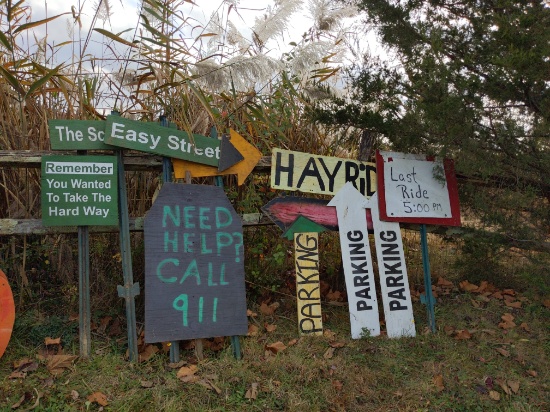 The Sc
Easy Street
Remember
You Wanted
To Take The
Hard Way
NEED
HELP?
CALL
911
HAYRiD
PARKING
PARKING
PARKING
Last
Ride
5:00 PM